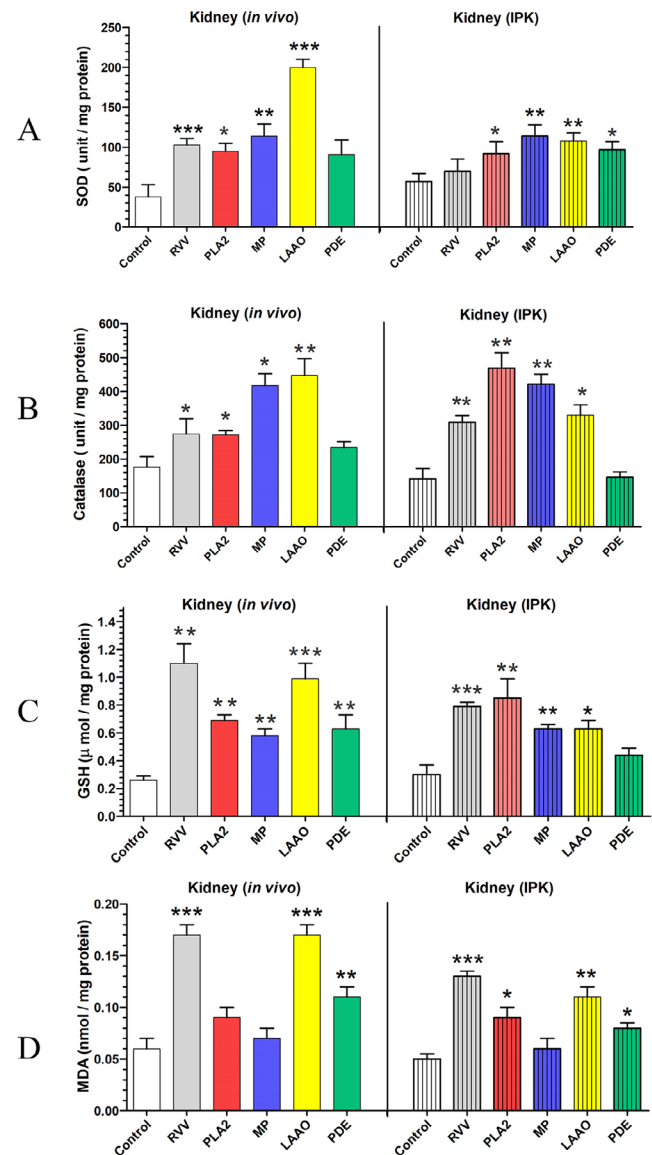 Kidney (in vivo)
Kidney (IPK)
A
SOD ( unit / mg protein)
250
200
150
100
50
0
***
*
**
***
*
**
**
*
Control
RVV
PLA2
MP
LAAO
PDE
Control
RVV
PLA2
MP
LAAO
PDE
Kidney (in vivo)
Kidney (IPK)
B
Catalase ( unit / mg protein)
600
500
400
300
200
100
0
*
*
*
**
**
**
**
*
Control
RVV
PLA2
MP
LAAO
PDE
Control
RVV
PLA2
MP
LAAO
PDE
Kidney (in vivo)
Kidney (IPK)
C
GSH (μ mol / mg protein)
1.4
1.2
1.0
0.8
0.6
0.4
0.2
0.0
**
**
**
***
**
***
**
**
*
Control
RVV
PLA2
MP
LAAO
PDE
Control
RVV
PLA2
MP
LAAO
PDE
Kidney (in vivo)
Kidney (IPK)
D
MDA (nmol / mg protein)
0.20
0.15
0.10
0.05
0.00
***
***
**
***
*
**
*
Control
RVV
PLA2
MP
LAAO
PDE
Control
RVV
PLA2
MP
LAAO
PDE